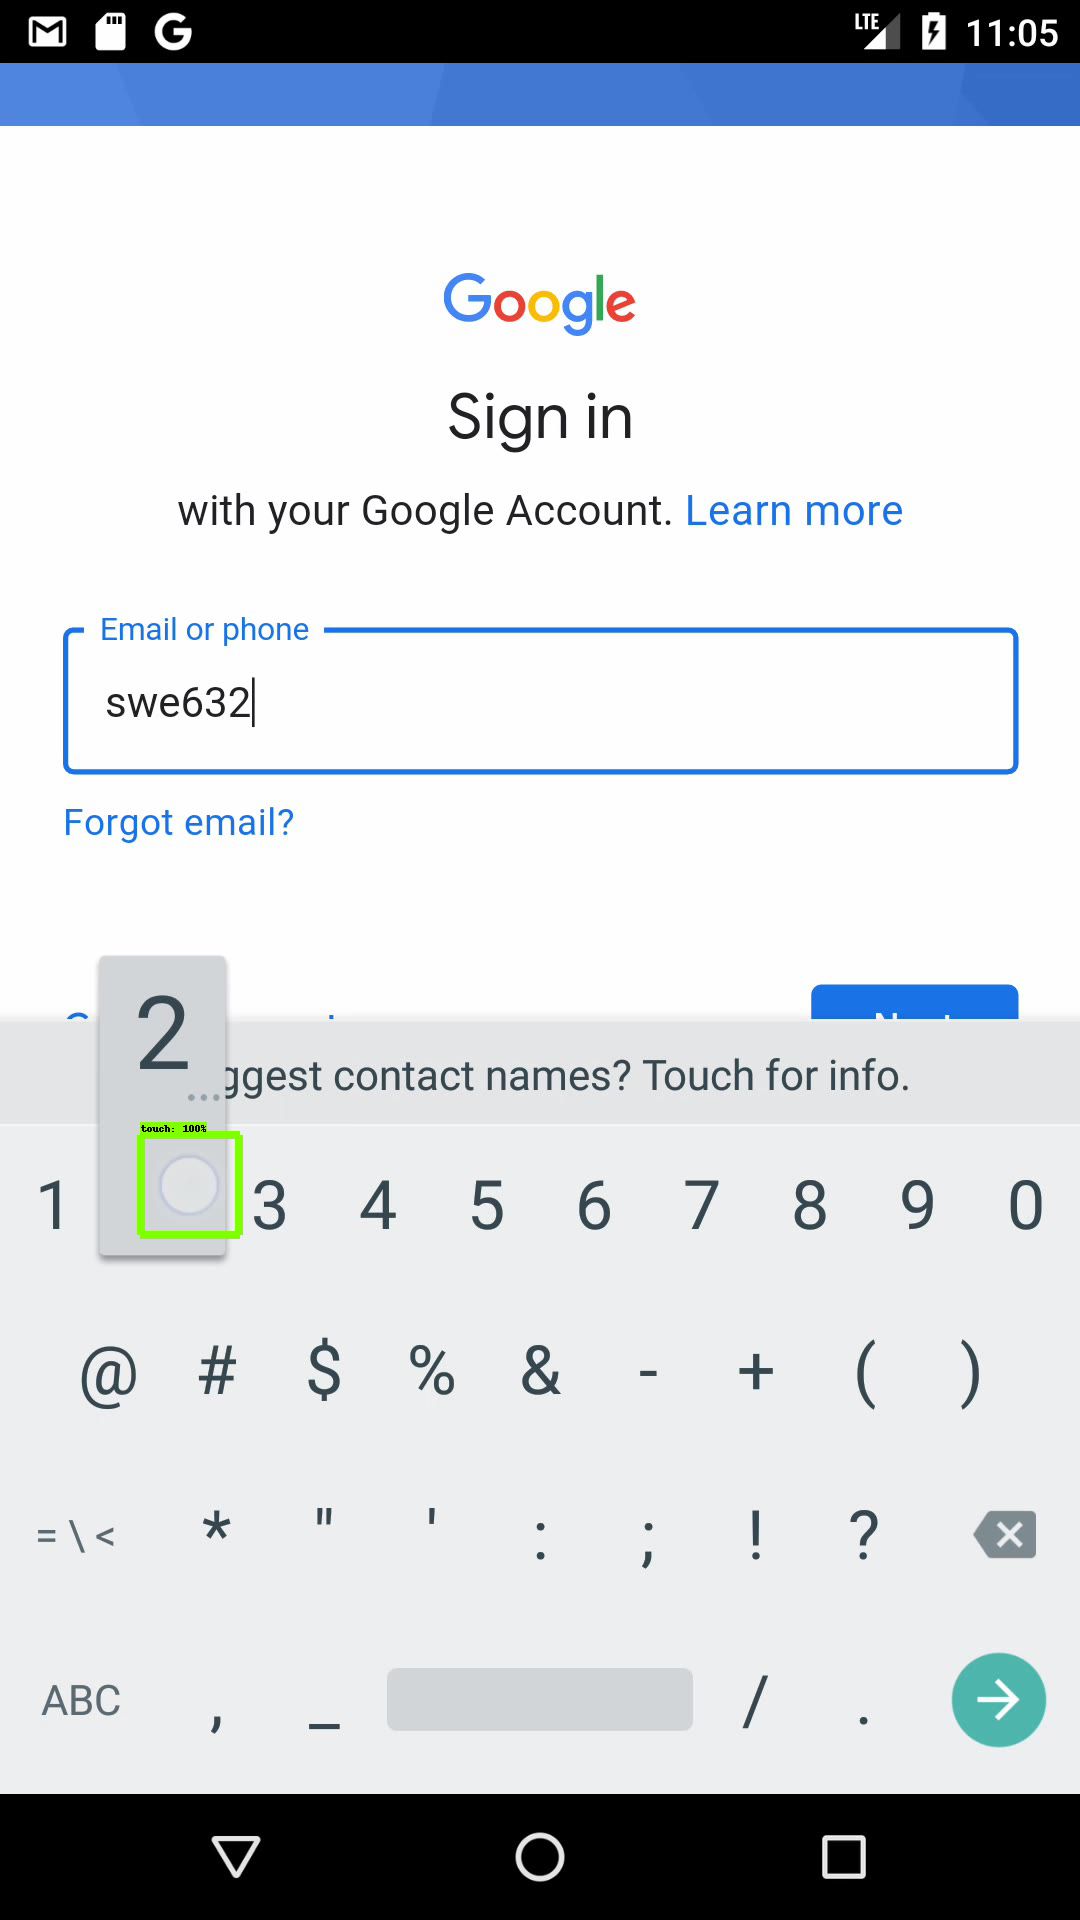 LTE 11:05
Google
Sign in
with your Google Account. Learn more
Email or phone
swe632
Forgot email?
2
...ggest contact names? Touch for info.
touch: 100%
1 3 4 5 6 7 8 9 0
@ # $ % & - + ( )
= \ < * " ' : ; ! ?
ABC , _ / .